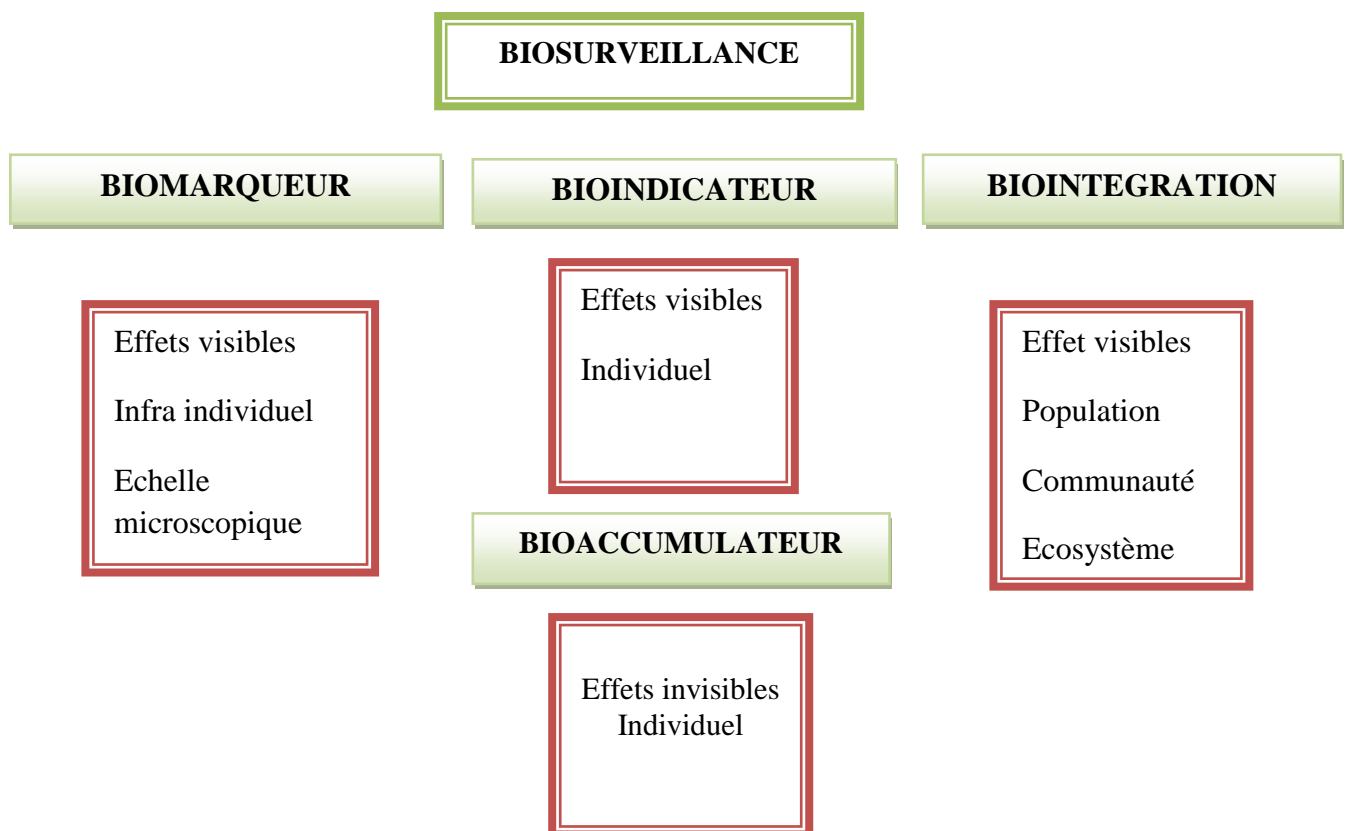 BIOSURVEILLANCE
BIOMARQUEUR
Effets visibles
Infra individuel
Echelle
microscopique
BIOINDICATEUR
Effets visibles
Individuel
BIOACCUMULATEUR
Effets invisibles
Individuel
BIOINTEGRATION
Effet visibles
Population
Communauté
Ecosystème